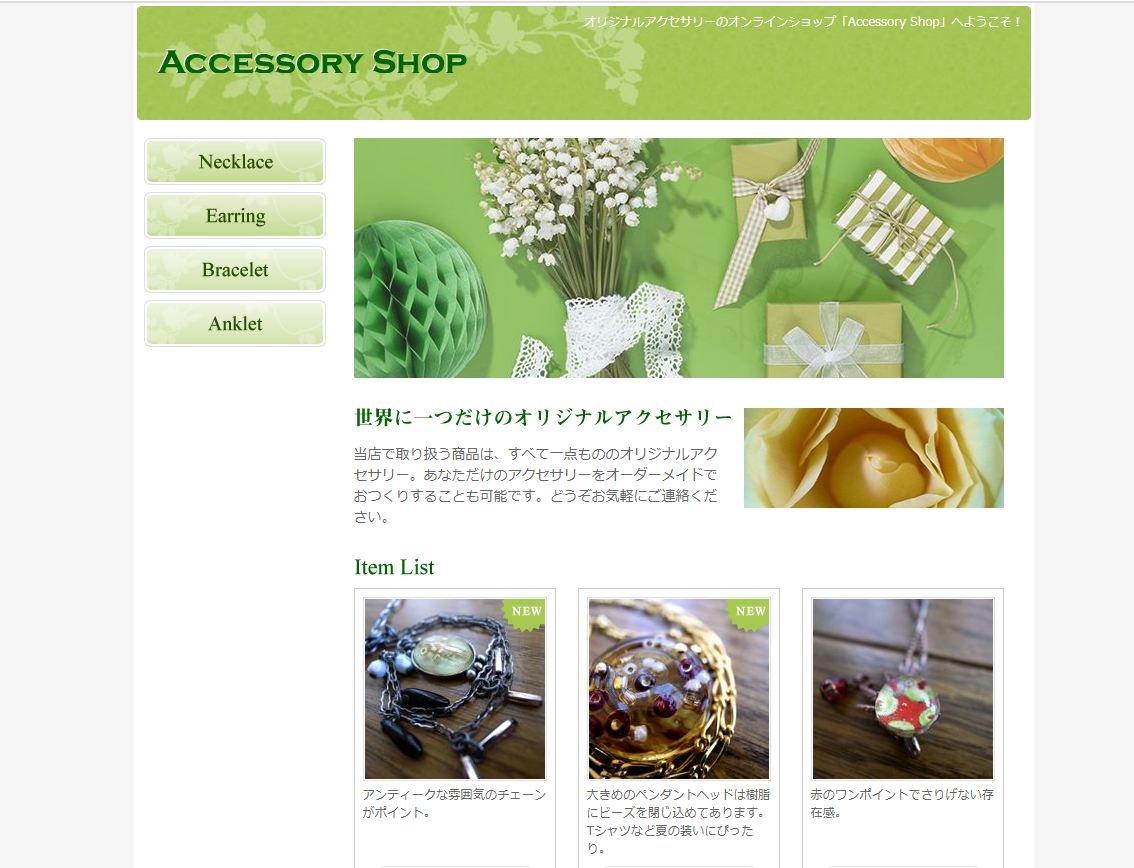 オリジナルアクセサリーのオンラインショップ「Accessory Shop」へようこそ！
ACCESSORY SHOP
Necklace
Earring
Bracelet
Anklet
世界に一つだけのオリジナルアクセサリー
当店で取り扱う商品は、すべて一点もののオリジナルアク
セサリー。あなただけのアクセサリーをオーダーメイドで
おつくりすることも可能です。どうぞお気軽にご連絡くだ
さい。
Item List
NEW
アンティークな雰囲気のチェーン
がポイント。
NEW
大きめのペンダントヘッドは樹脂
にビーズを閉じ込めてあります。
Tシャツなど夏の装いにぴった
り。
赤のワンポイントでさりげない存
在感。